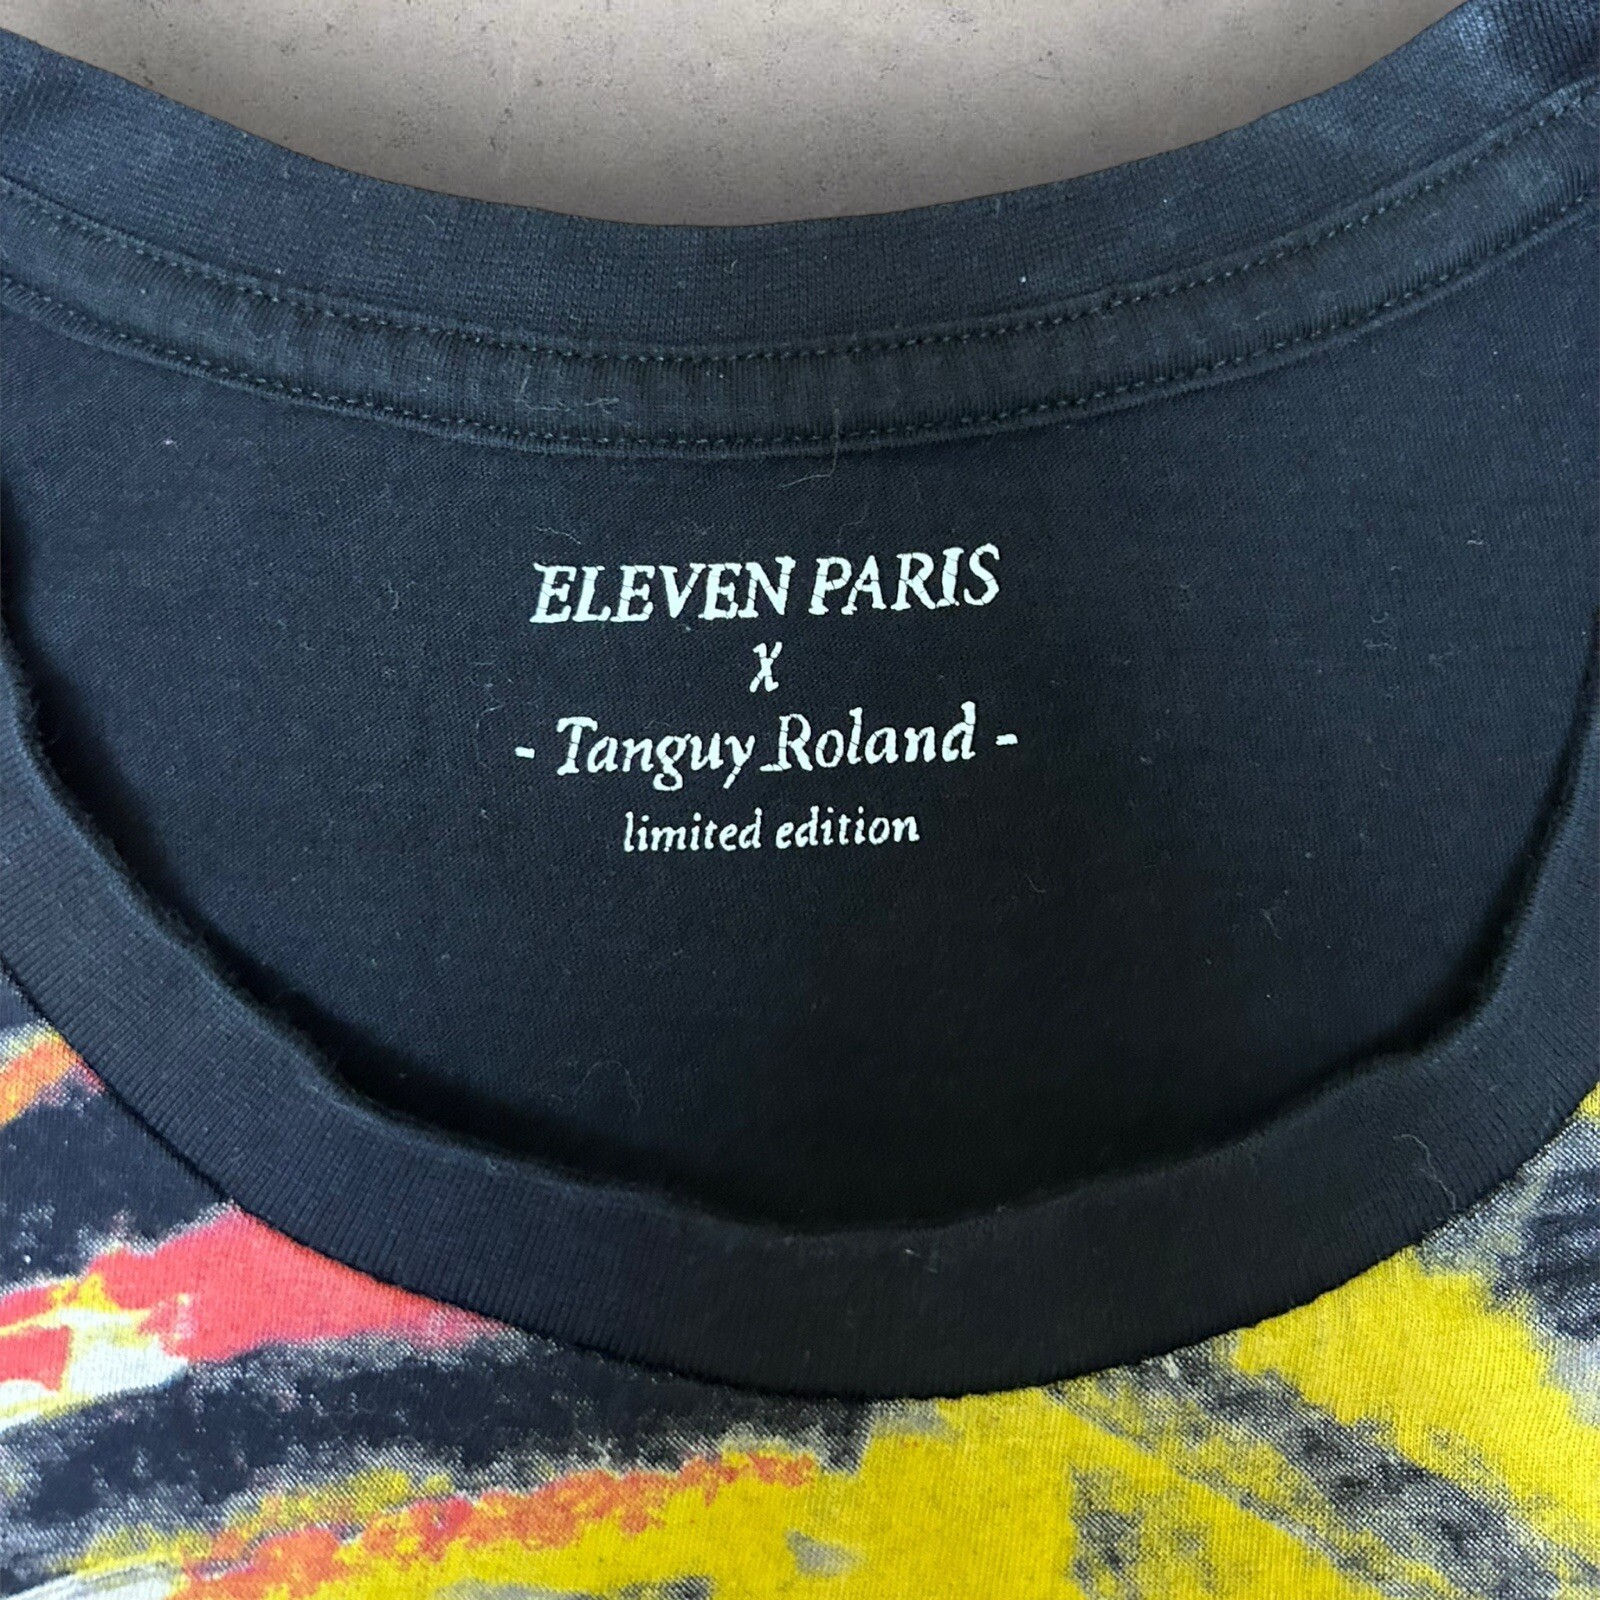 ELEVEN PARIS
X
- Tanguy Roland -
limited edition